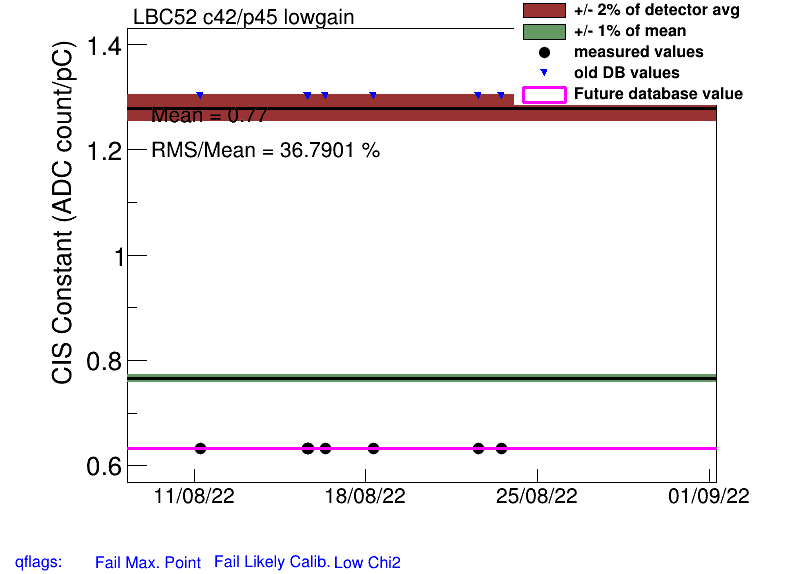 LBC52 c42/p45 lowgain
+/- 2% of detector avg
+/- 1% of mean
measured values
old DB values
Future database value
CIS Constant (ADC count/pC)
1.4
1.2
1
0.8
0.6
Mean = 0.77
RMS/Mean = 36.7901 %
11/08/22 18/08/22 25/08/22 01/09/22
qflags: Fail Max. Point Fail Likely Calib. Low Chi2